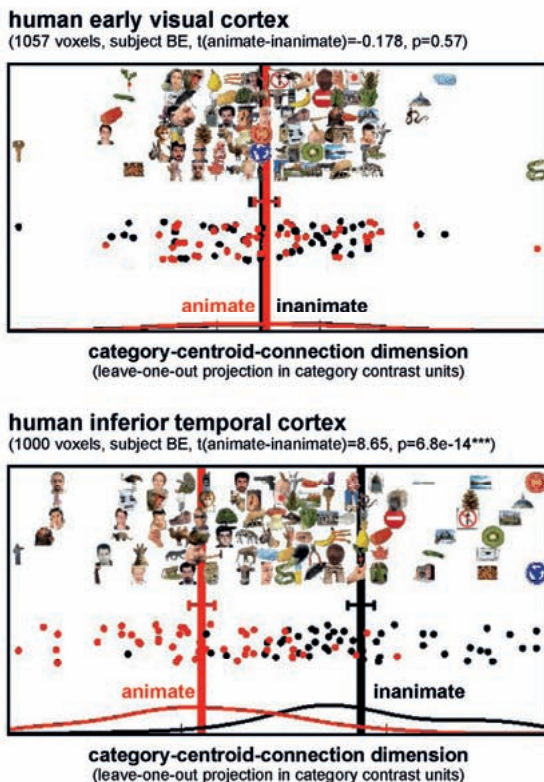 human early visual cortex
(1057 voxels, subject BE, t(animate-inanimate)=-0.178, p=0.57)
animate
inanimate
category-centroid-connection dimension
(leave-one-out projection in category contrast units)
human inferior temporal cortex
(1000 voxels, subject BE, t(animate-inanimate)=8.65, p=6.8e-14***)
animate
inanimate
category-centroid-connection dimension
(leave-one-out projection in category contrast units)